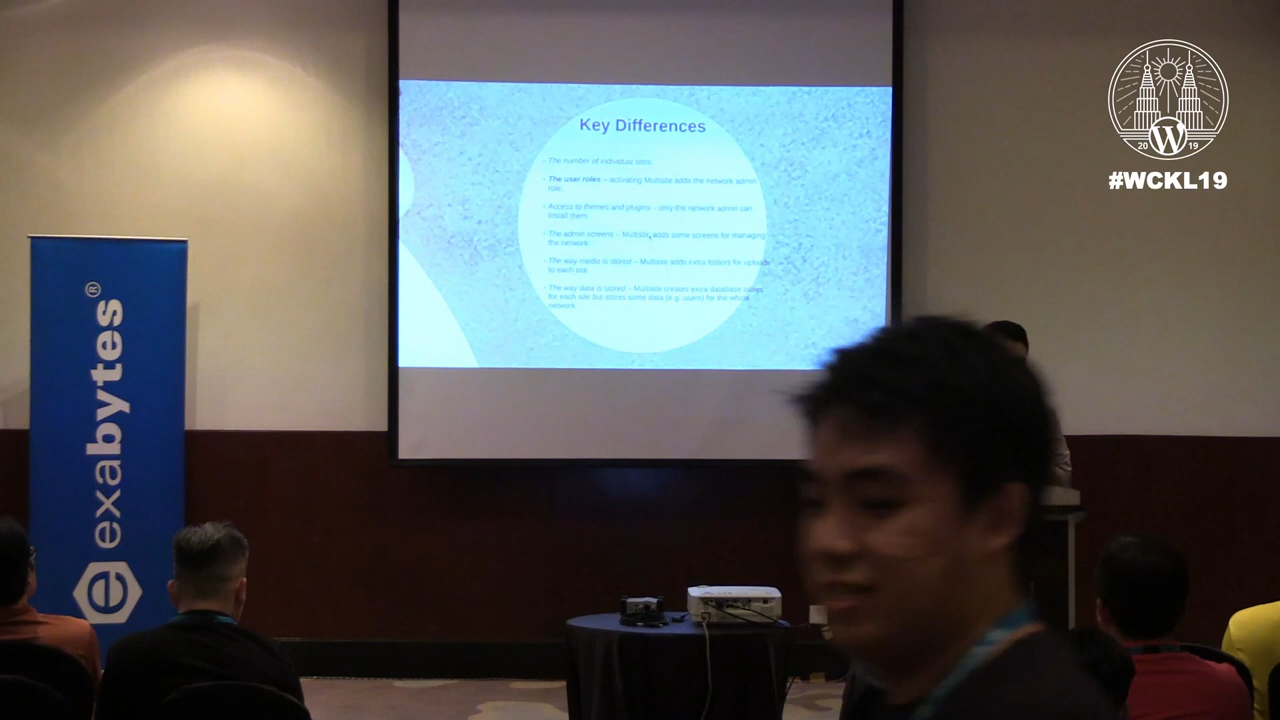 Key Differences
- The number of individual sites.
- The user roles – activating Multisite adds the network admin
role.
- Access to themes and plugins – only the network admin can
install them.
- The admin screens – Multisite adds some screens for managing
the network.
- The way media is stored – Multisite adds extra folders for uploads
to each site
- The way data is stored – Multisite creates extra database tables
for each site but stores some data (e.g. users) for the whole
network.
20 W 19
#WCKL19
e exabytes®